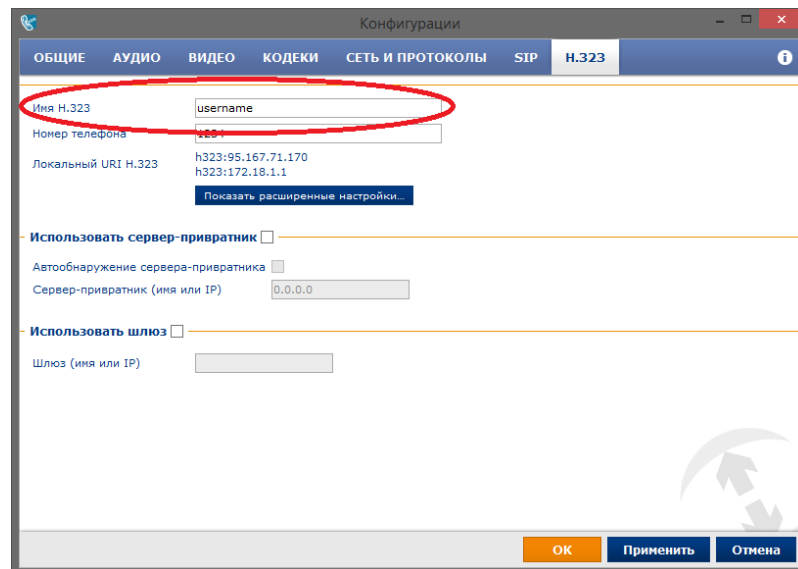 Конфигурации
ОБЩИЕ АУДИО ВИДЕО КОДЕКИ СЕТЬ И ПРОТОКОЛЫ SIP H.323
Имя H.323 username
Номер телефона 1234
Локальный URI H.323 h323:95.167.71.170
h323:172.18.1.1
Показать расширенные настройки...
Использовать сервер-привратник
Автообнаружение сервера-привратника
Сервер-привратник (имя или IP) 0.0.0.0
Использовать шлюз
Шлюз (имя или IP)
OK Применить Отмена